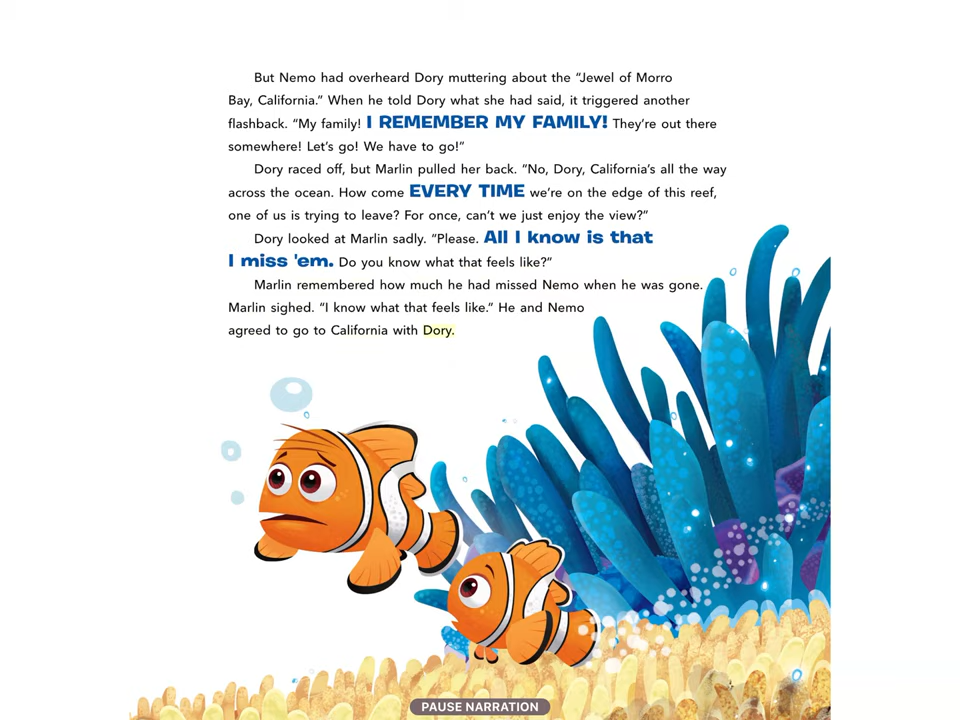 But Nemo had overheard Dory muttering about the “Jewel of Morro
Bay, California.” When he told Dory what she had said, it triggered another
flashback. “My family! I REMEMBER MY FAMILY! They’re out there
somewhere! Let’s go! We have to go!”
Dory raced off, but Marlin pulled her back. “No, Dory, California’s all the way
across the ocean. How come EVERY TIME we’re on the edge of this reef,
one of us is trying to leave? For once, can’t we just enjoy the view?”
Dory looked at Marlin sadly. “Please. All I know is that
I miss 'em. Do you know what that feels like?”
Marlin remembered how much he had missed Nemo when he was gone.
Marlin sighed. “I know what that feels like.” He and Nemo
agreed to go to California with Dory.
PAUSE NARRATION